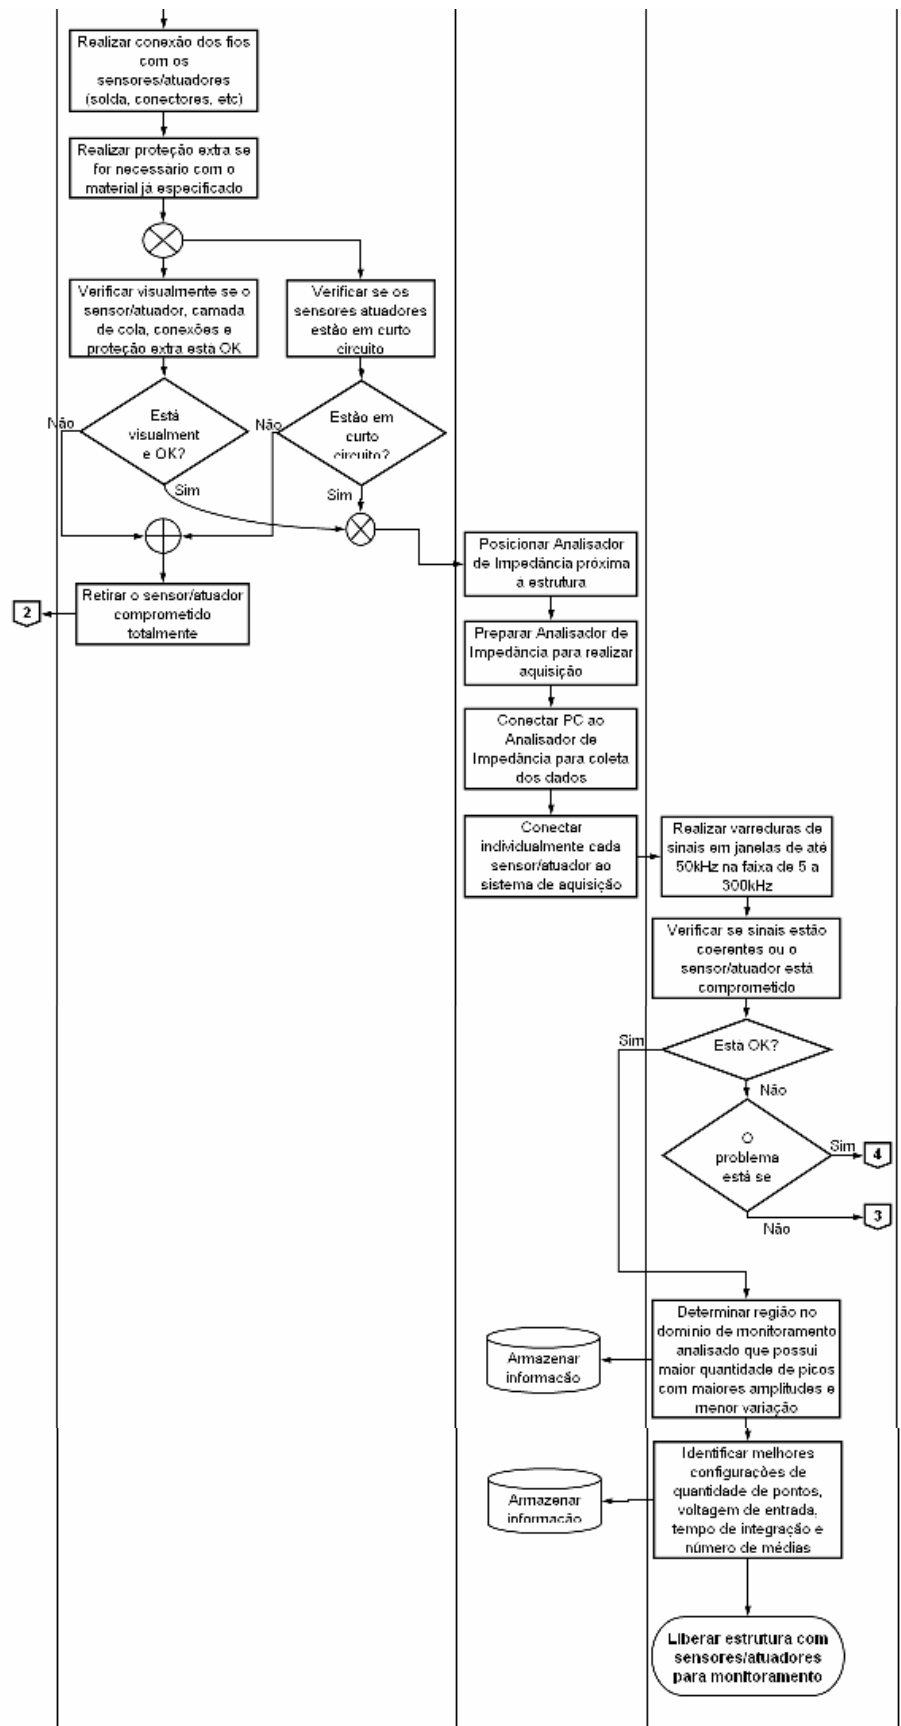 Realizar conexão dos fios
com os
sensores/atuadores
(solda, conectores, etc)
Realizar proteção extra se
for necessário com o
material já especificado
Verificar visualmente se o
sensor/atuador, camada
de cola, conexões e
proteção extra está OK
Verificar se os
sensores atuadores
estão em curto
circuito
Não
Está
visualment
e OK?
Sim
Não
Estão em
curto
circuito?
Sim
Retirar o sensor/atuador
comprometido
totalmente
2
Posicionar Analisador
de Impedância próxima
á estrutura
Preparar Analisador de
Impedância para realizar
aquisição
Conectar PC ao
Analisador de
Impedância para coleta
dos dados
Conectar
individualmente cada
sensor/atuador ao
sistema de aquisição
Realizar varreduras de
sinais em janelas de até
50kHz na faixa de 5 a
300kHz
Verificar se sinais estão
coerentes ou o
sensor/atuador está
comprometido
Sim
Está OK?
Não
O
problema
está se
Sim
4
Não
3
Determinar região no
domínio de monitoramento
analisado que possui
maior quantidade de picos
com maiores amplitudes e
menor variação
Armazenar
informação
Identificar melhores
configurações de
quantidade de pontos,
voltagem de entrada,
tempo de integração e
número de médias
Armazenar
informação
Liberar estrutura com
sensores/atuadores
para monitoramento